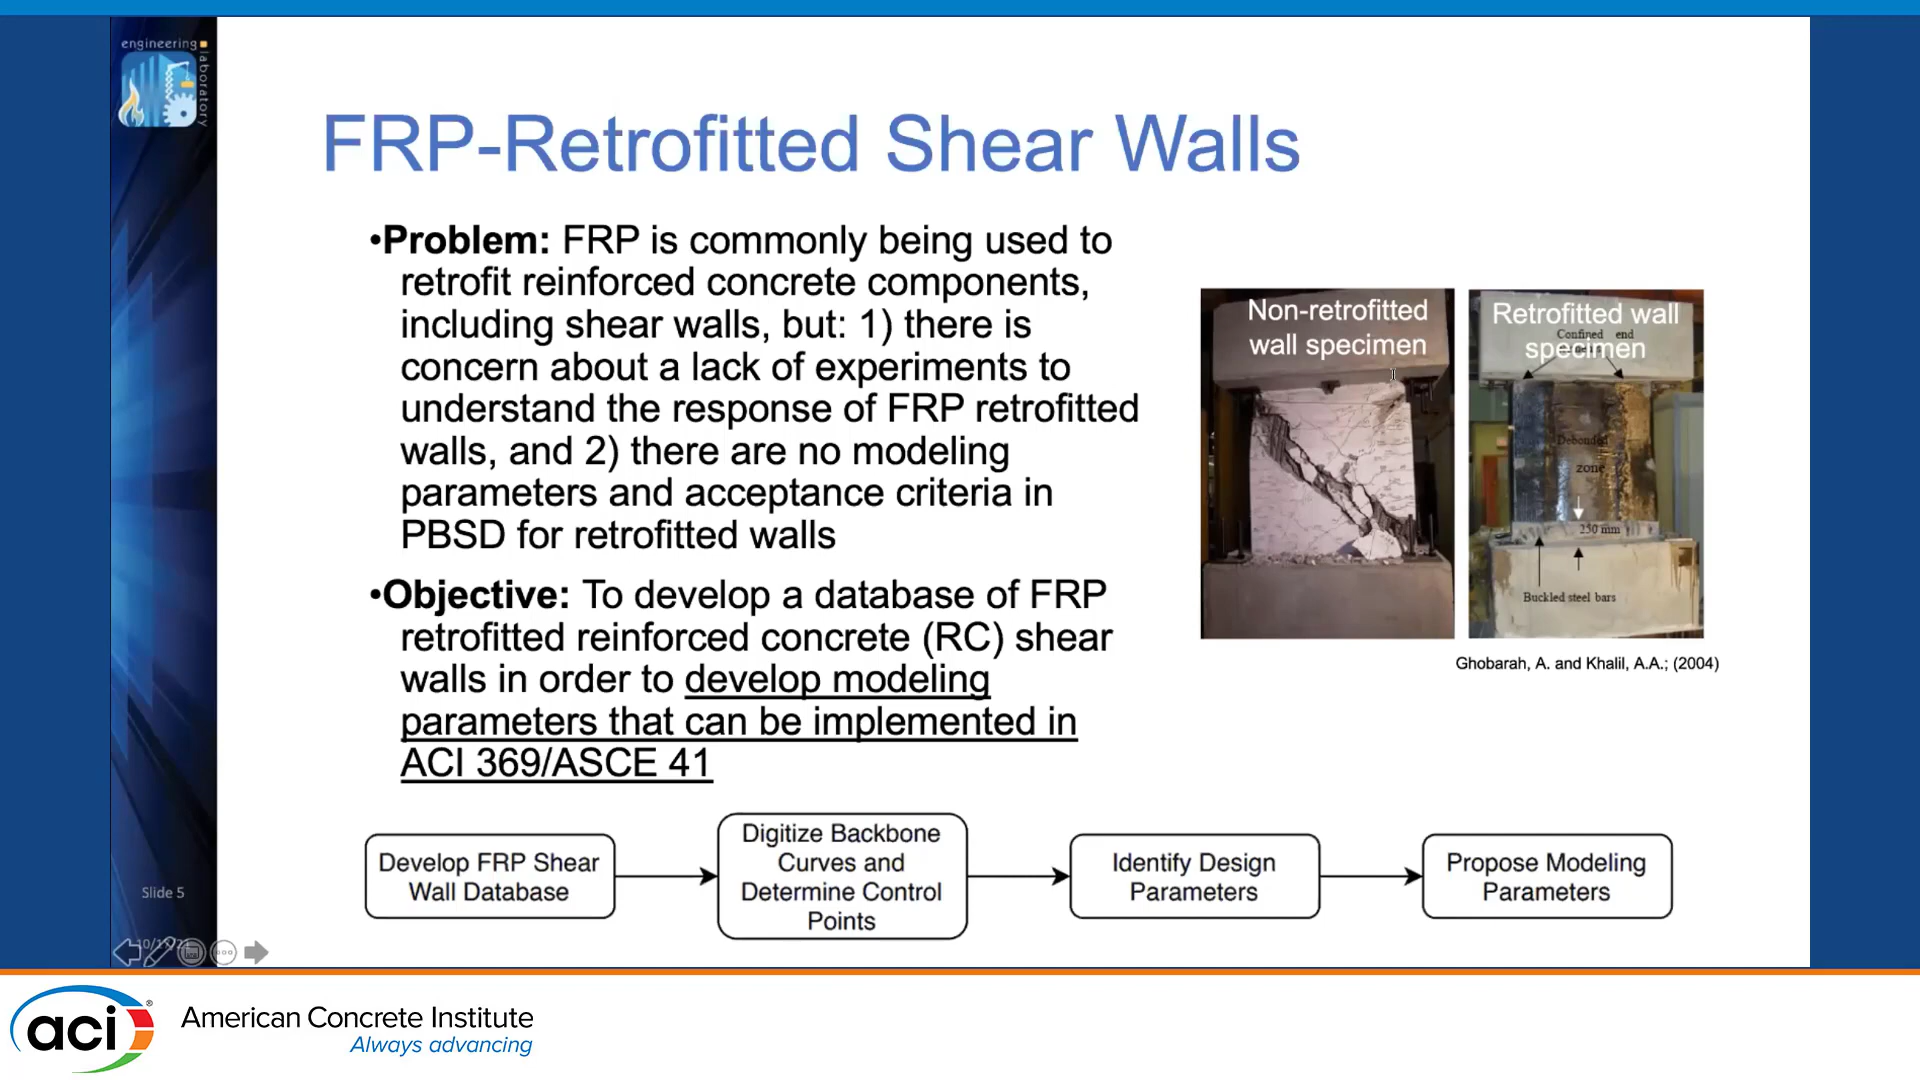 engineering
laboratory
FRP-Retrofitted Shear Walls
•Problem: FRP is commonly being used to
retrofit reinforced concrete components,
including shear walls, but: 1) there is
concern about a lack of experiments to
understand the response of FRP retrofitted
walls, and 2) there are no modeling
parameters and acceptance criteria in
PBSD for retrofitted walls
•Objective: To develop a database of FRP
retrofitted reinforced concrete (RC) shear
walls in order to develop modeling
parameters that can be implemented in
ACI 369/ASCE 41
Non-retrofitted
wall specimen
Retrofitted wall
specimen
Confined end
Debonded
zone
250 mm
Buckled steel bars
Ghobarah, A. and Khalil, A.A.; (2004)
Develop FRP Shear
Wall Database
Digitize Backbone
Curves and
Determine Control
Points
Identify Design
Parameters
Propose Modeling
Parameters
Slide 5
aci®
American Concrete Institute
Always advancing